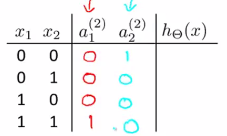 x₁ x₂ a₁⁽²⁾ a₂⁽²⁾ h_Θ(x)
0 0 0 1
0 1 0 0
1 0 0 0
1 1 1 0